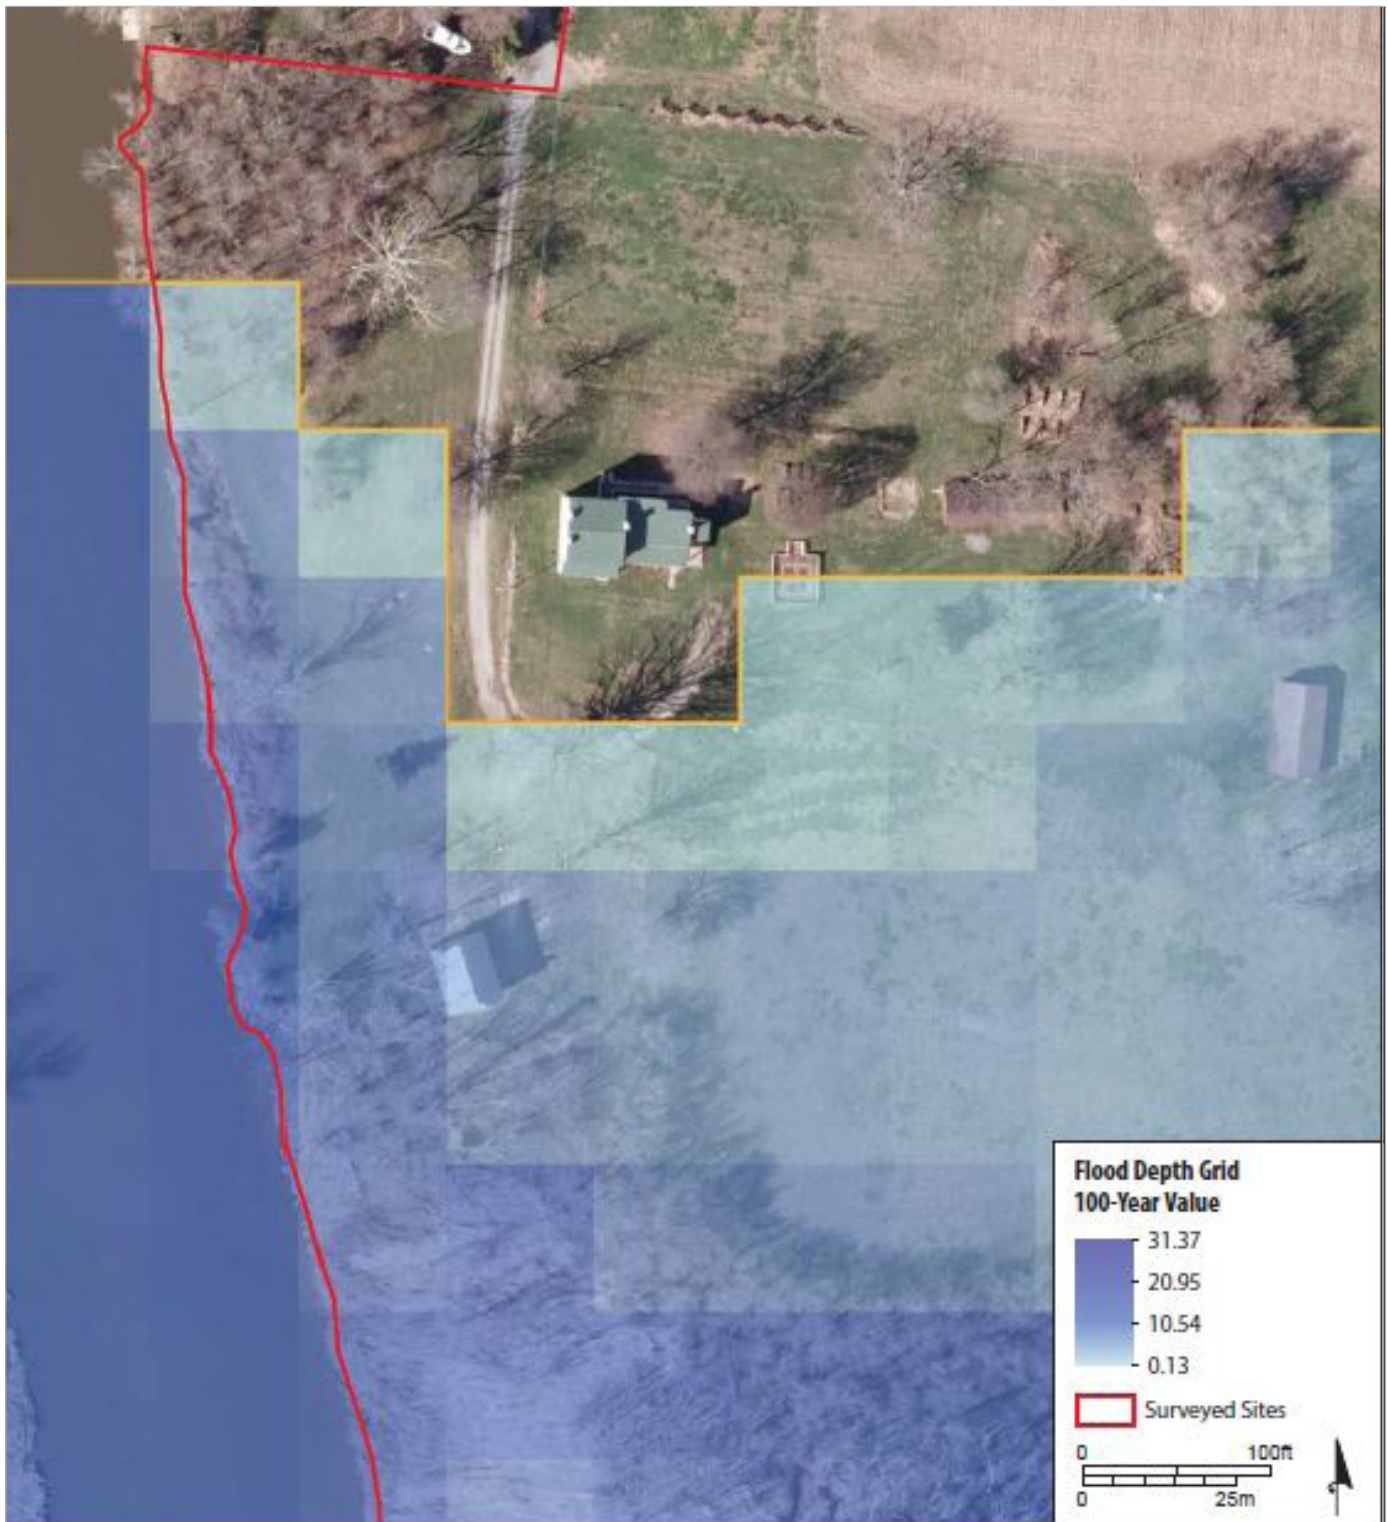 Flood Depth Grid
100-Year Value
31.37
20.95
10.54
0.13
Surveyed Sites
0 100ft
0 25m